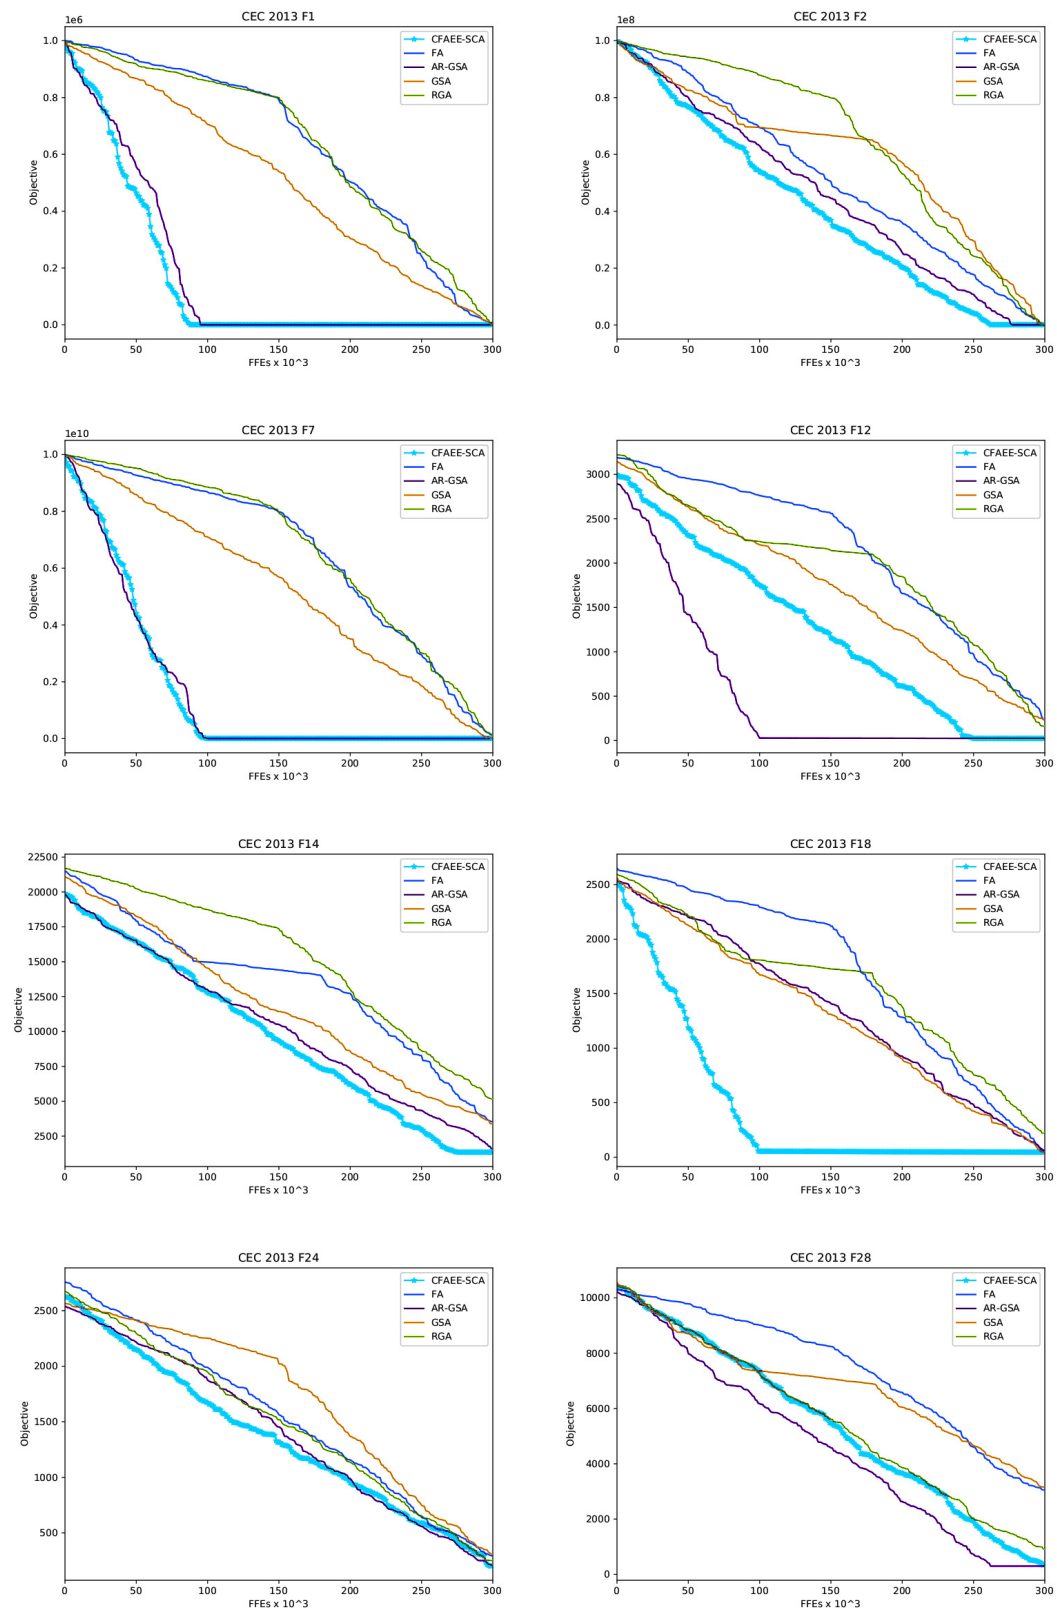 CEC 2013 F1
1e6
1.0
0.8
0.6
0.4
0.2
0.0
Objective
0 50 100 150 200 250 300
FFEs x 10^3
CFAEE-SCA
FA
AR-GSA
GSA
RGA
CEC 2013 F2
1e8
1.0
0.8
0.6
0.4
0.2
0.0
Objective
0 50 100 150 200 250 300
FFEs x 10^3
CFAEE-SCA
FA
AR-GSA
GSA
RGA
CEC 2013 F7
1e10
1.0
0.8
0.6
0.4
0.2
0.0
Objective
0 50 100 150 200 250 300
FFEs x 10^3
CFAEE-SCA
FA
AR-GSA
GSA
RGA
CEC 2013 F12
3000
2500
2000
1500
1000
500
0
Objective
0 50 100 150 200 250 300
FFEs x 10^3
CFAEE-SCA
FA
AR-GSA
GSA
RGA
CEC 2013 F14
22500
20000
17500
15000
12500
10000
7500
5000
2500
Objective
0 50 100 150 200 250 300
FFEs x 10^3
CFAEE-SCA
FA
AR-GSA
GSA
RGA
CEC 2013 F18
2500
2000
1500
1000
500
0
Objective
0 50 100 150 200 250 300
FFEs x 10^3
CFAEE-SCA
FA
AR-GSA
GSA
RGA
CEC 2013 F24
2500
2000
1500
1000
500
Objective
0 50 100 150 200 250 300
FFEs x 10^3
CFAEE-SCA
FA
AR-GSA
GSA
RGA
CEC 2013 F28
10000
8000
6000
4000
2000
0
Objective
0 50 100 150 200 250 300
FFEs x 10^3
CFAEE-SCA
FA
AR-GSA
GSA
RGA